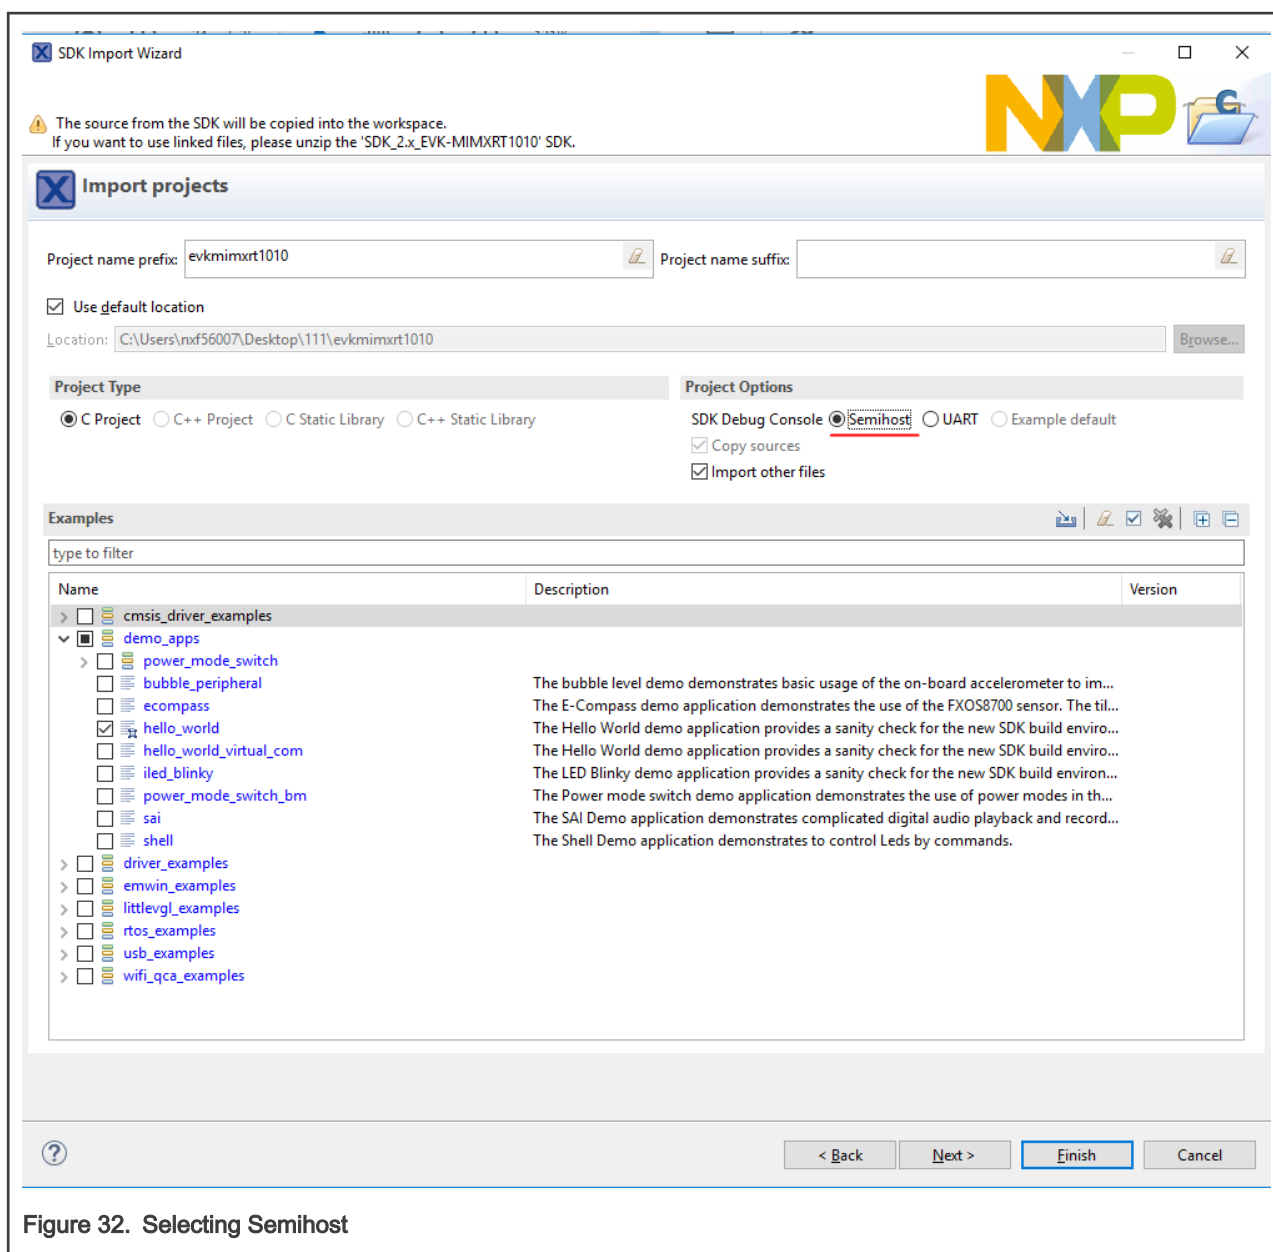 SDK Import Wizard
The source from the SDK will be copied into the workspace.
If you want to use linked files, please unzip the 'SDK_2.x_EVK-MIMXRT1010' SDK.
NXP
C
Import projects
Project name prefix: evkmimxrt1010 Project name suffix:
Use default location
Location: C:\Users\nxf56007\Desktop\111\evkmimxrt1010 Browse...
Project Type Project Options
C Project C++ Project C Static Library C++ Static Library SDK Debug Console Semihost UART Example default
Copy sources
Import other files
Examples
type to filter
Name Description Version
cmsis_driver_examples
demo_apps
power_mode_switch
bubble_peripheral The bubble level demo demonstrates basic usage of the on-board accelerometer to im...
ecompass The E-Compass demo application demonstrates the use of the FXOS8700 sensor. The til...
hello_world The Hello World demo application provides a sanity check for the new SDK build enviro...
hello_world_virtual_com The Hello World demo application provides a sanity check for the new SDK build enviro...
iled_blinky The LED Blinky demo application provides a sanity check for the new SDK build environ...
power_mode_switch_bm The Power mode switch demo application demonstrates the use of power modes in th...
sai The SAI Demo application demonstrates complicated digital audio playback and record...
shell The Shell Demo application demonstrates to control Leds by commands.
driver_examples
emwin_examples
littlevgl_examples
rtos_examples
usb_examples
wifi_qca_examples
? < Back Next > Finish Cancel
Figure 32. Selecting Semihost